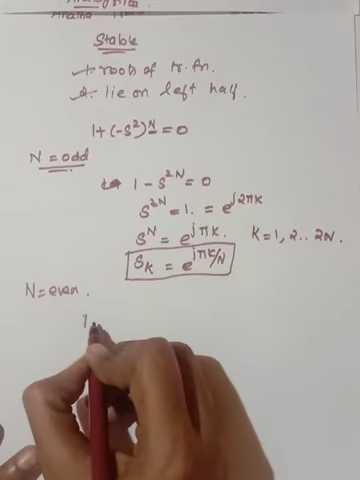 Stable
1. roots of tr. fn.
2. lie on left half.
1+(-s²)^N = 0
N = odd
1 - s^2N = 0
s^2N = 1. = e^j2πk
s^N = e^jπk. k = 1, 2 .. 2N.
s_k = e^jπk/N
N = even.
1